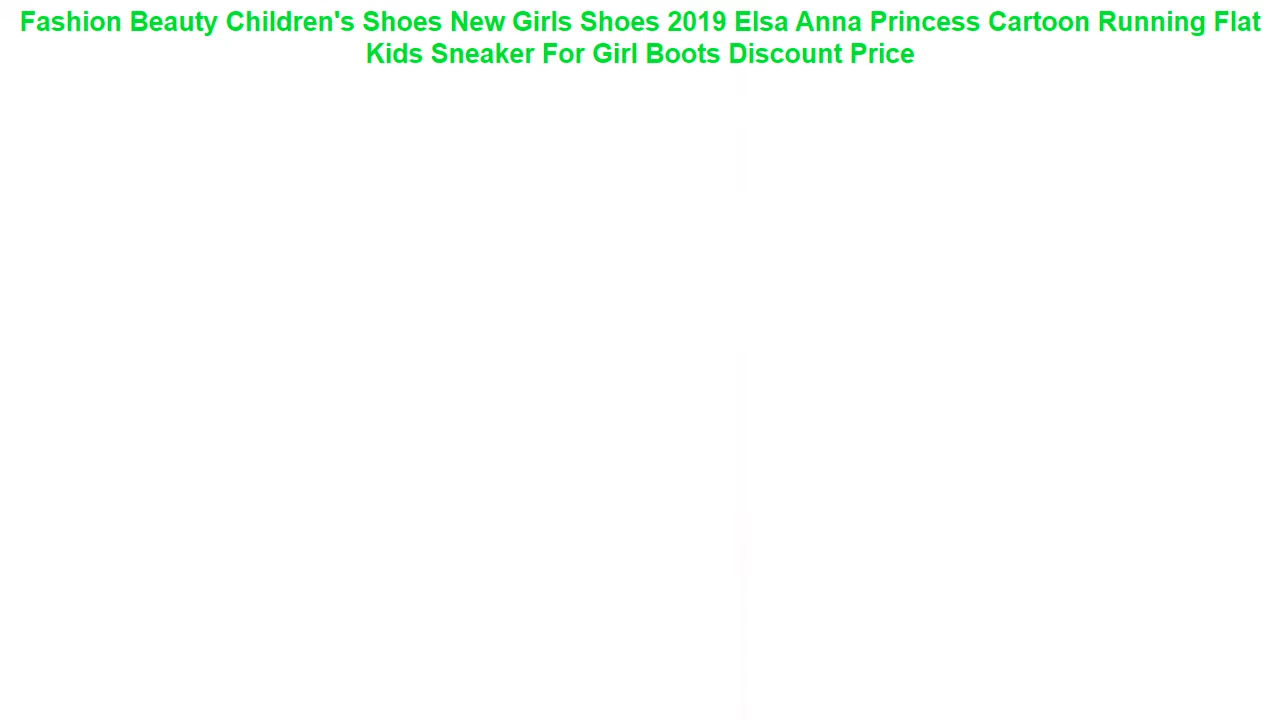 Fashion Beauty Children's Shoes New Girls Shoes 2019 Elsa Anna Princess Cartoon Running Flat
Kids Sneaker For Girl Boots Discount Price